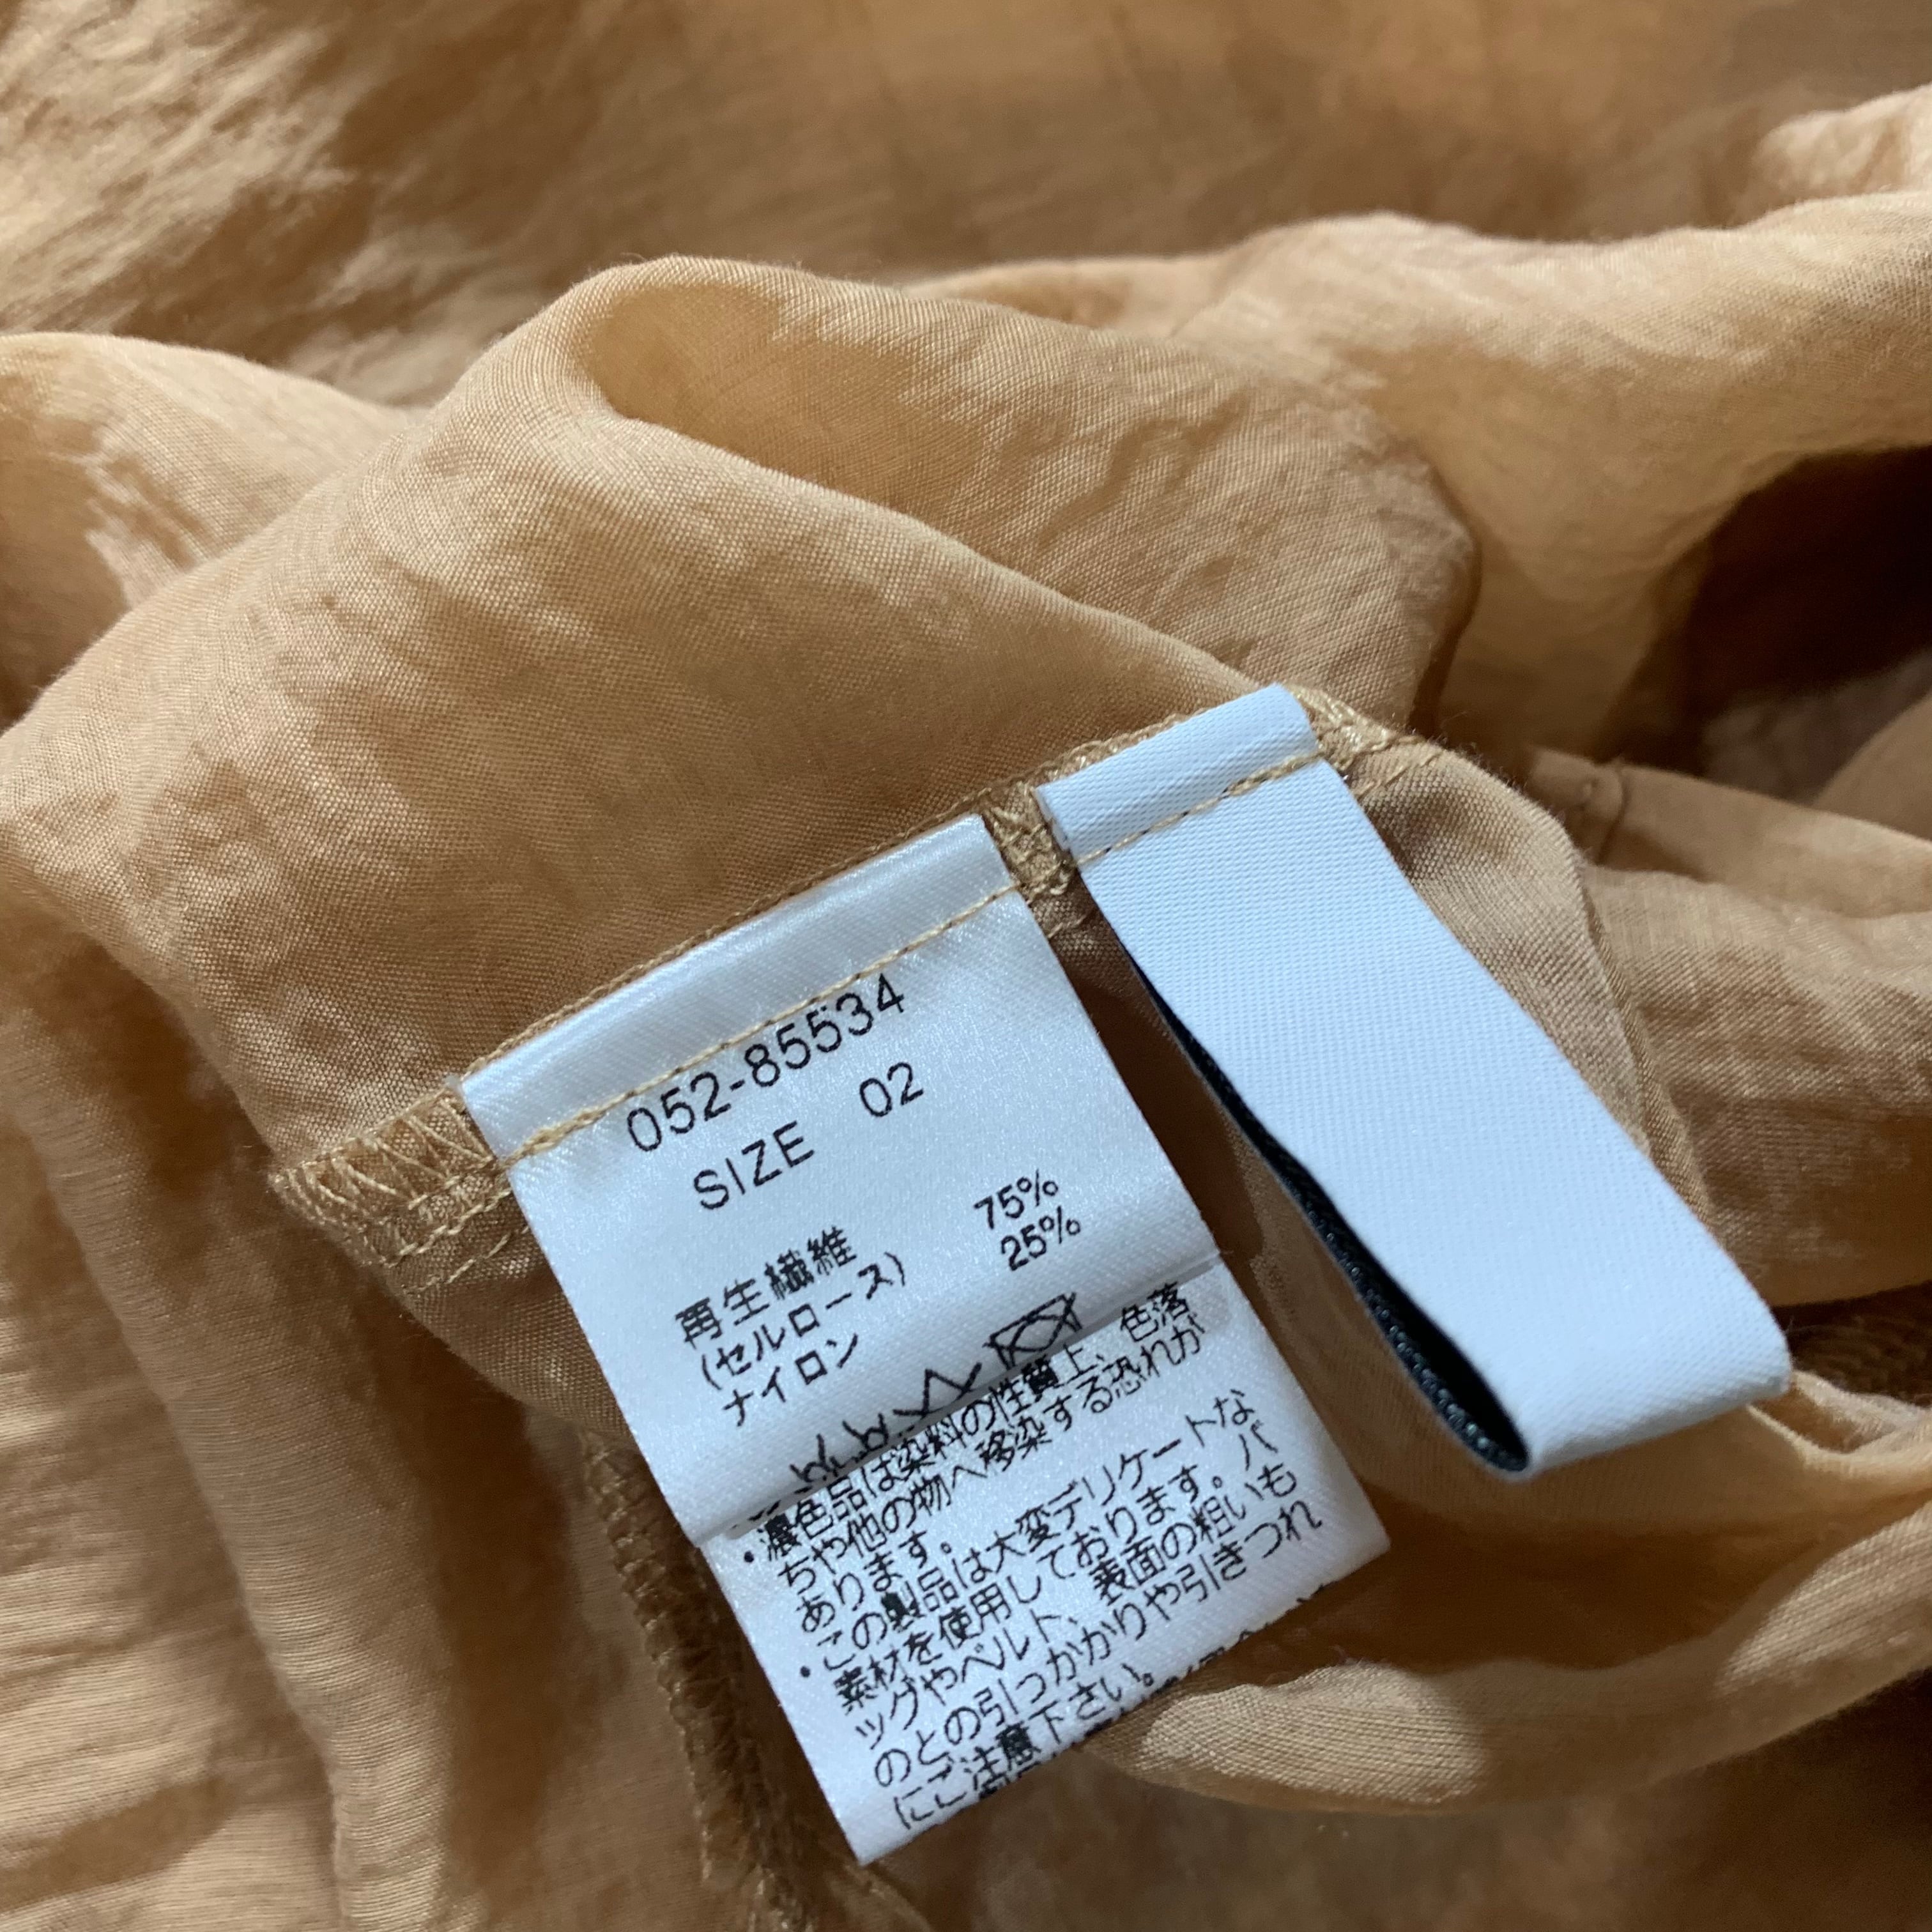 052-85534
SIZE 02
再生繊維 75%
(セルロース) 25%
ナイロン
・濃色品は染料の性質上、色落
ちや他の物へ移染する恐れが
あります。
・この製品は大変デリケートな
素材を使用しております。バ
ッグやベルト、表面の粗いも
のとの引っかかりや引きつれ
にご注意下さい。